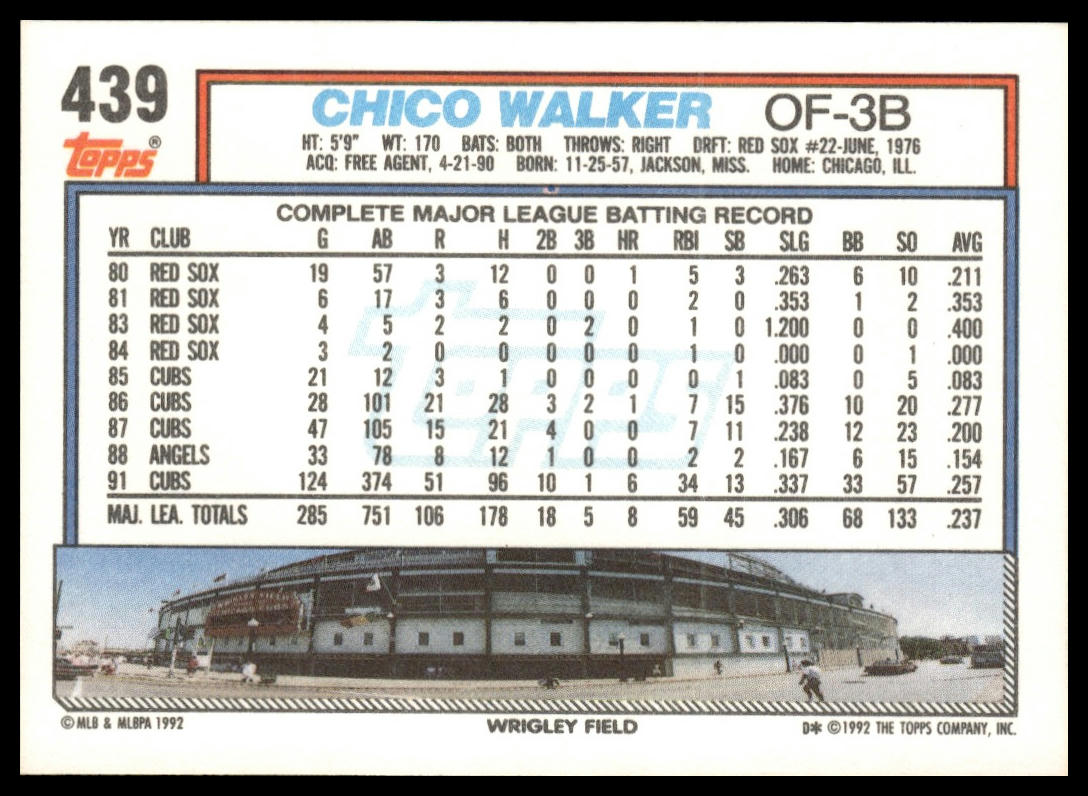 439
Topps®
CHICO WALKER OF-3B
HT: 5'9" WT: 170 BATS: BOTH THROWS: RIGHT DRFT: RED SOX #22-JUNE, 1976
ACQ: FREE AGENT, 4-21-90 BORN: 11-25-57, JACKSON, MISS. HOME: CHICAGO, ILL.
COMPLETE MAJOR LEAGUE BATTING RECORD
YR CLUB G AB R H 2B 3B HR RBI SB SLG BB SO AVG
80 RED SOX 19 57 3 12 0 0 1 5 3 .263 6 10 .211
81 RED SOX 6 17 3 6 0 0 0 2 0 .353 1 2 .353
83 RED SOX 4 5 2 2 0 2 0 1 0 1.200 0 0 .400
84 RED SOX 3 2 0 0 0 0 0 1 0 .000 0 1 .000
85 CUBS 21 12 3 1 0 0 0 0 1 .083 0 5 .083
86 CUBS 28 101 21 28 3 2 1 7 15 .376 10 20 .277
87 CUBS 47 105 15 21 4 0 0 7 11 .238 12 23 .200
88 ANGELS 33 78 8 12 1 0 0 2 2 .167 6 15 .154
91 CUBS 124 374 51 96 10 1 6 34 13 .337 33 57 .257
MAJ. LEA. TOTALS 285 751 106 178 18 5 8 59 45 .306 68 133 .237
Topps
©MLB & MLBPA 1992 WRIGLEY FIELD D* ©1992 THE TOPPS COMPANY, INC.